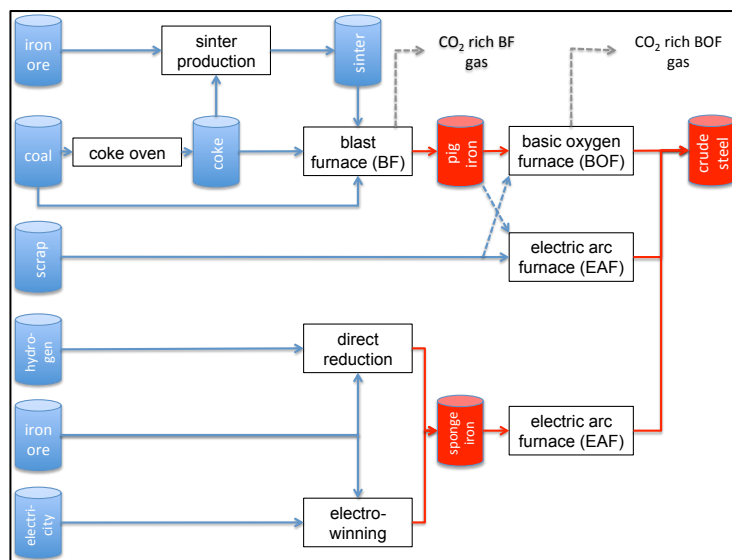 iron
ore
sinter
production
sinter
CO₂ rich BF
gas
CO₂ rich BOF
gas
coal
coke oven
coke
blast
furnace (BF)
pig
iron
basic oxygen
furnace (BOF)
crude
steel
scrap
electric arc
furnace (EAF)
hydro-
gen
direct
reduction
iron
ore
sponge
iron
electric arc
furnace (EAF)
electri-
city
electro-
winning